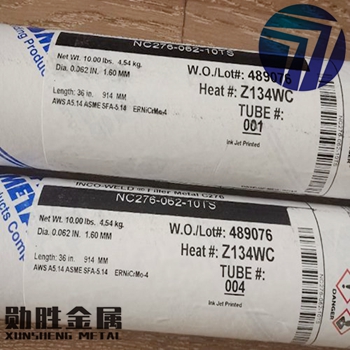 NC276-062-10TS
Net Wt. 10.00 lbs. 4,54 kg.
Dia. 0.062 IN. 1.60 MM
Length: 36 in. 914 MM
AWS A5.14 ASME SFA-5.14 ERNiCrMo-4
W.O./Lot#: 489076
Heat #: Z134WC
TUBE #:
001
Ink Jet Printed
INCO-WELD ® Filler Metal C276
NC276-062-10TS
Net Wt. 10.00 lbs. 4,54 kg.
Dia. 0.062 IN. 1.60 MM
Length: 36 in. 914 MM
AWS A5.14 ASME SFA-5.14 ERNiCrMo-4
W.O./Lot#: 489076
Heat #: Z134WC
TUBE #:
004
Ink Jet Printed
勋胜金属
XUNSHENG METAL